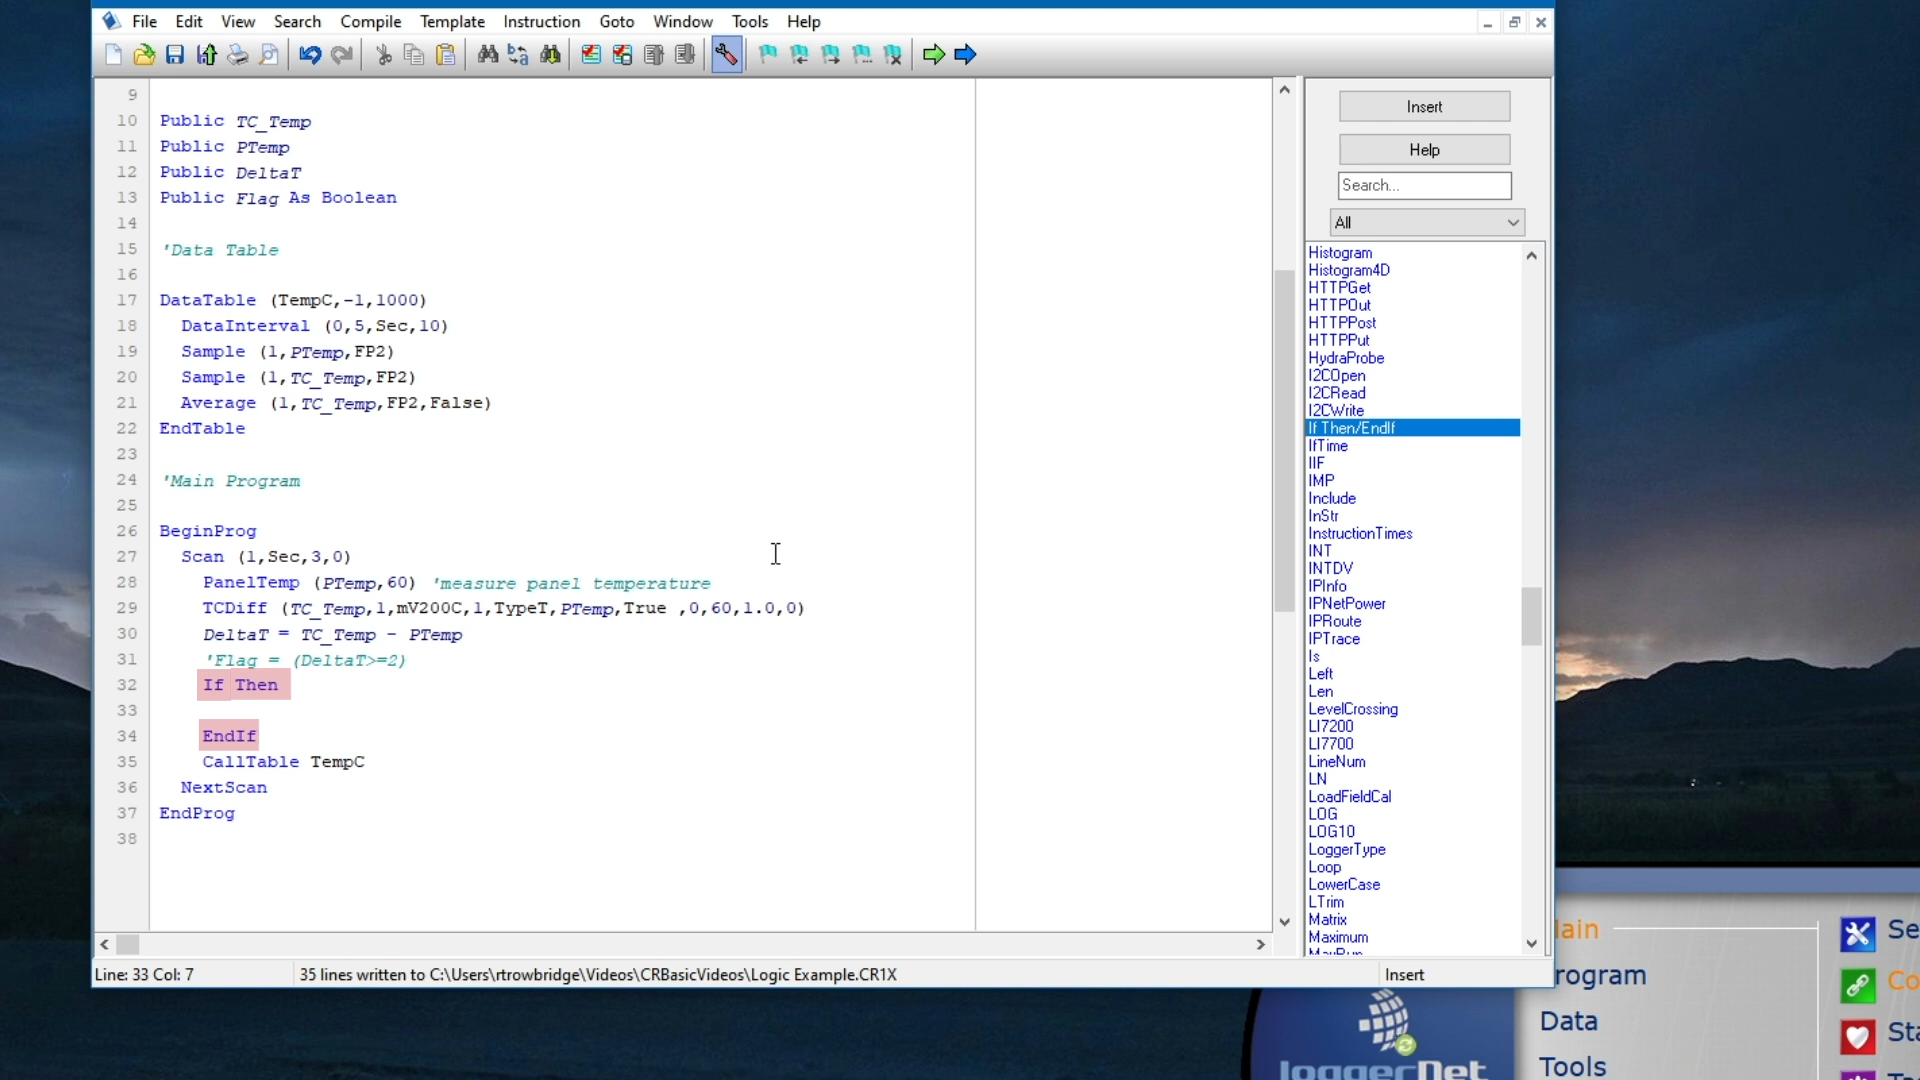 File Edit View Search Compile Template Instruction Goto Window Tools Help
9
10 Public TC_Temp
11 Public PTemp
12 Public DeltaT
13 Public Flag As Boolean
14
15 'Data Table
16
17 DataTable (TempC,-1,1000)
18 DataInterval (0,5,Sec,10)
19 Sample (1,PTemp,FP2)
20 Sample (1,TC_Temp,FP2)
21 Average (1,TC_Temp,FP2,False)
22 EndTable
23
24 'Main Program
25
26 BeginProg
27 Scan (1,Sec,3,0)
28 PanelTemp (PTemp,60) 'measure panel temperature
29 TCDiff (TC_Temp,1,mV200C,1,TypeT,PTemp,True ,0,60,1.0,0)
30 DeltaT = TC_Temp - PTemp
31 'Flag = (DeltaT>=2)
32 If Then
33
34 EndIf
35 CallTable TempC
36 NextScan
37 EndProg
38
Insert
Help
Search...
All
Histogram
Histogram4D
HTTPGet
HTTPOut
HTTPPost
HTTPPut
HydraProbe
I2COpen
I2CRead
I2CWrite
If Then/EndIf
IfTime
IIF
IMP
Include
InStr
InstructionTimes
INT
INTDV
IPInfo
IPNetPower
IPRoute
IPTrace
Is
Left
Len
LevelCrossing
LI7200
LI7700
LineNum
LN
LoadFieldCal
LOG
LOG10
LoggerType
Loop
LowerCase
LTrim
Matrix
Maximum
Line: 33 Col: 7 35 lines written to C:\Users\rtrowbridge\Videos\CRBasicVideos\Logic Example.CR1X Insert
ain
rogram
Data
Tools
Se
Co
Sta
loggerNet